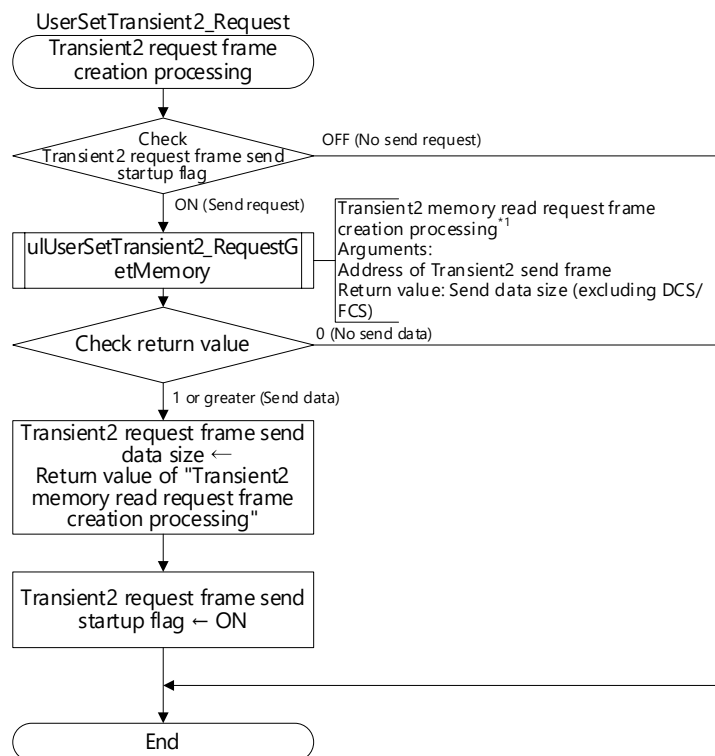 UserSetTransient2_Request
Transient2 request frame
creation processing
Check
Transient2 request frame send
startup flag
OFF (No send request)
ON (Send request)
ulUserSetTransient2_RequestG
etMemory
Transient2 memory read request frame
creation processing*1
Arguments:
Address of Transient2 send frame
Return value: Send data size (excluding DCS/
FCS)
Check return value
0 (No send data)
1 or greater (Send data)
Transient2 request frame send
data size ←
Return value of "Transient2
memory read request frame
creation processing"
Transient2 request frame send
startup flag ← ON
End